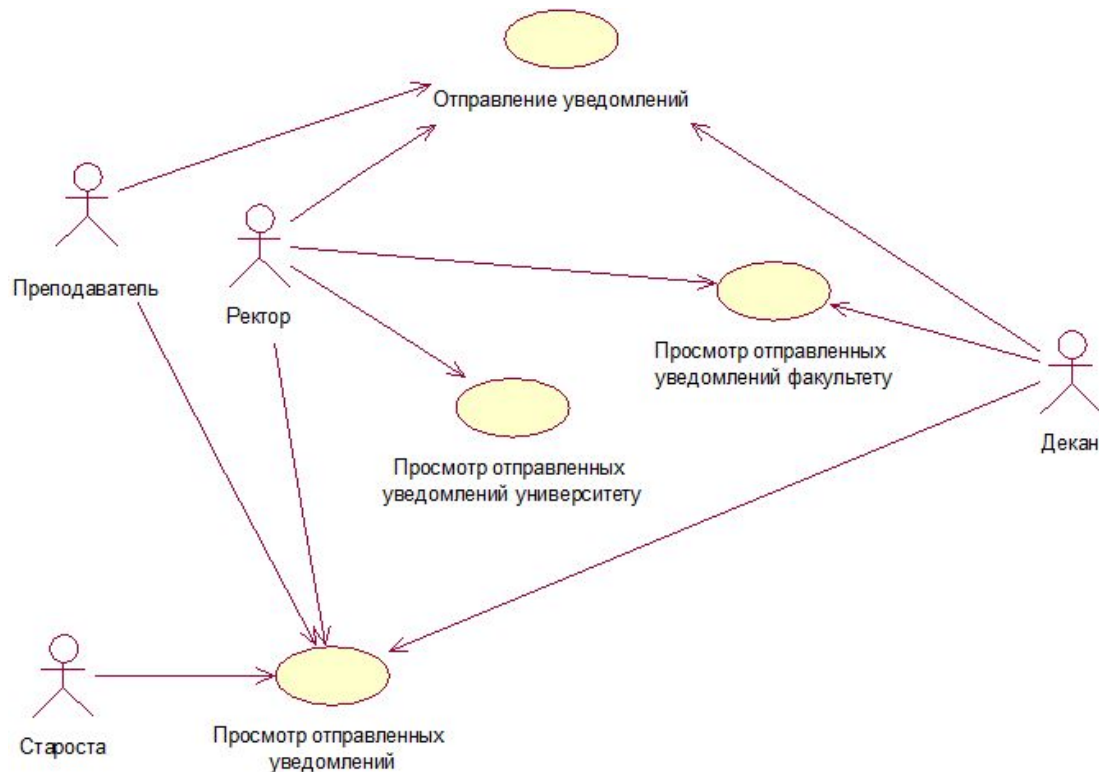 Отправление уведомлений
Преподаватель
Ректор
Просмотр отправленных
уведомлений факультету
Декан
Просмотр отправленных
уведомлений университету
Староста
Просмотр отправленных
уведомлений